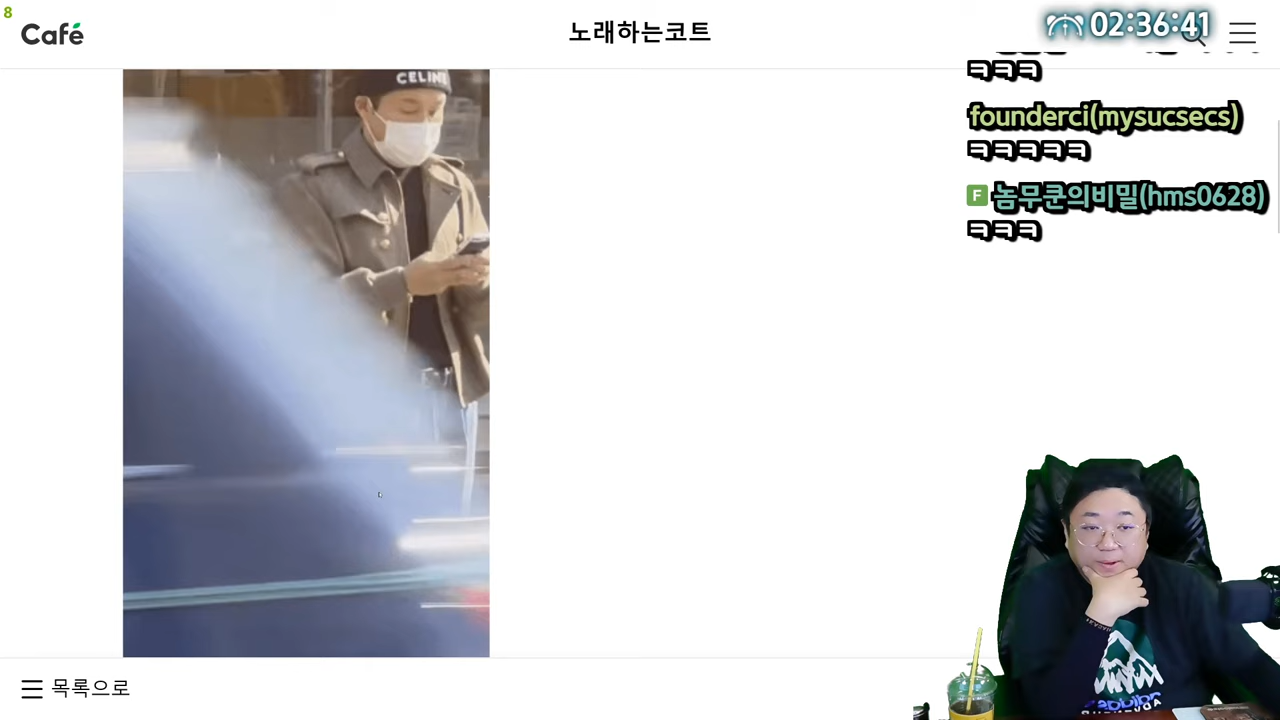 8
Café
노래하는코트
02:36:41
ㅋㅋㅋ
founderci(mysucsecs)
ㅋㅋㅋㅋㅋ
F 놈무쿤의비밀(hms0628)
ㅋㅋㅋ
CELINE
목록으로